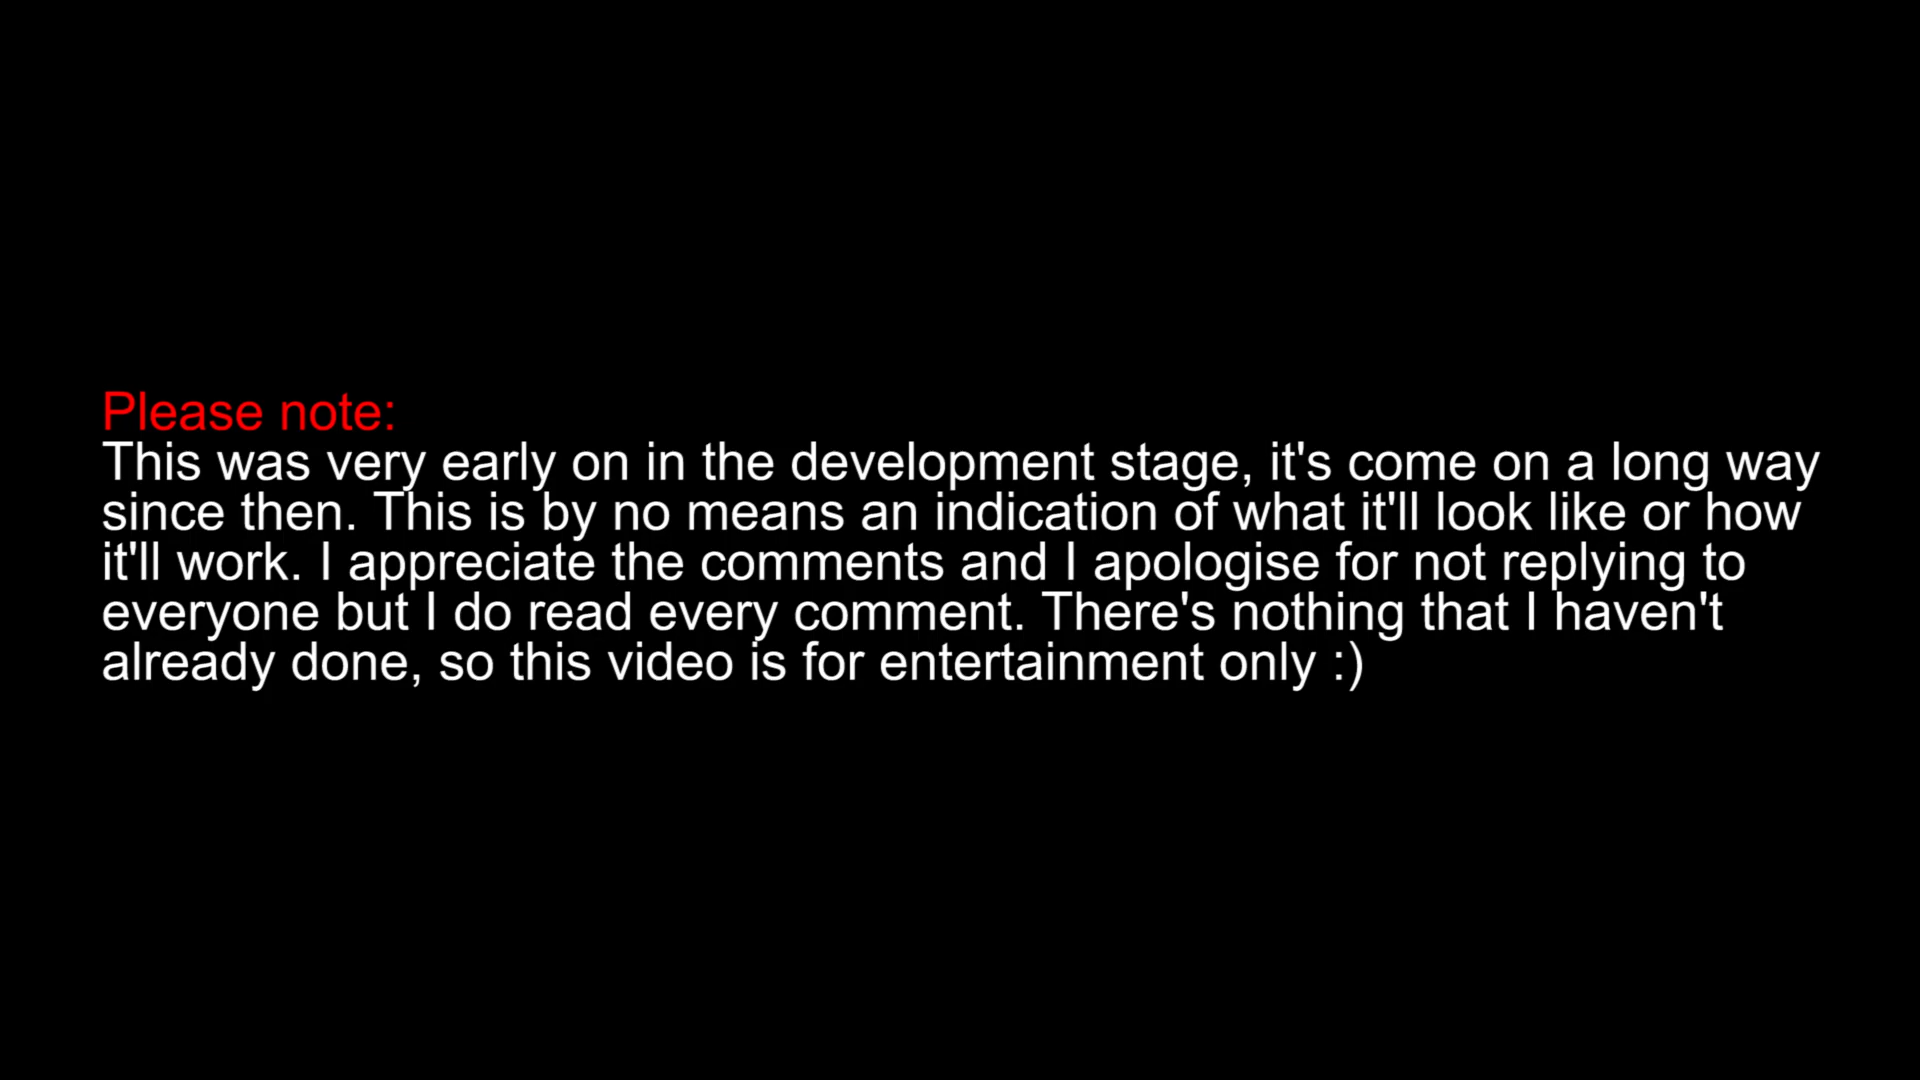 Please note:
This was very early on in the development stage, it's come on a long way
since then. This is by no means an indication of what it'll look like or how
it'll work. I appreciate the comments and I apologise for not replying to
everyone but I do read every comment. There's nothing that I haven't
already done, so this video is for entertainment only :)